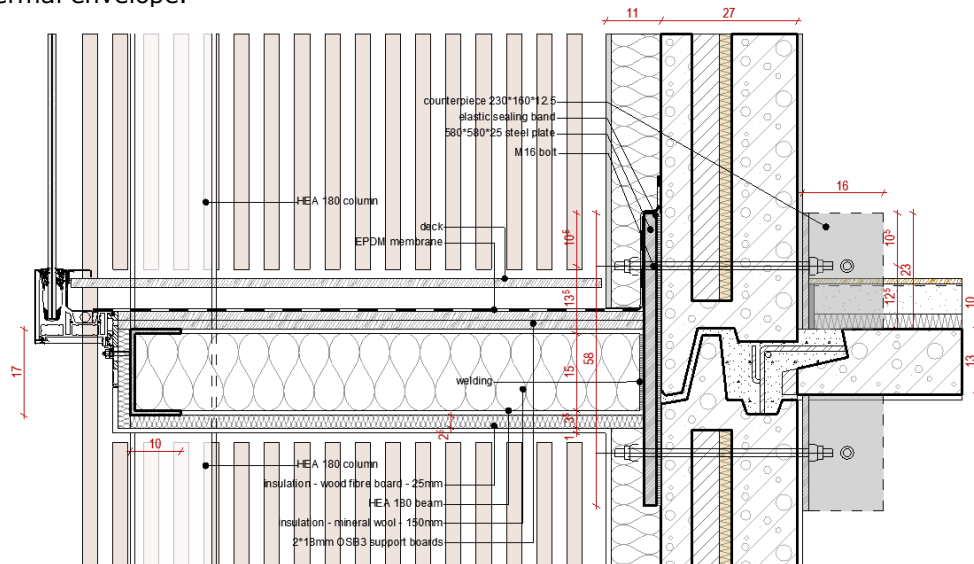 ermal envelope.
11
27
counterpiece 230*160*12.5
elastic sealing band
580*580*25 steel plate
M16 bolt
16
HEA 180 column
deck
EPDM membrane
10⁵
10⁵
23
13⁵
12⁵
10
17
15
58
13
welding
3⁵
2⁵
1
10
HEA 180 column
insulation - wood fibre board - 25mm
HEA 180 beam
insulation - mineral wool - 150mm
2*18mm OSB3 support boards